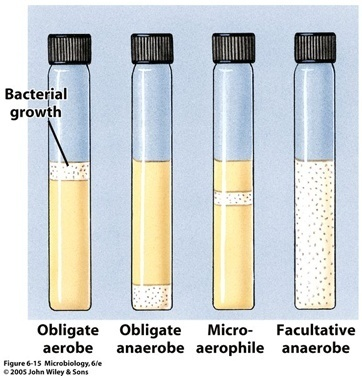 Bacterial
growth
Obligate
aerobe
Obligate
anaerobe
Micro-
aerophile
Facultative
anaerobe
Figure 6-15 Microbiology, 6/e
© 2005 John Wiley & Sons